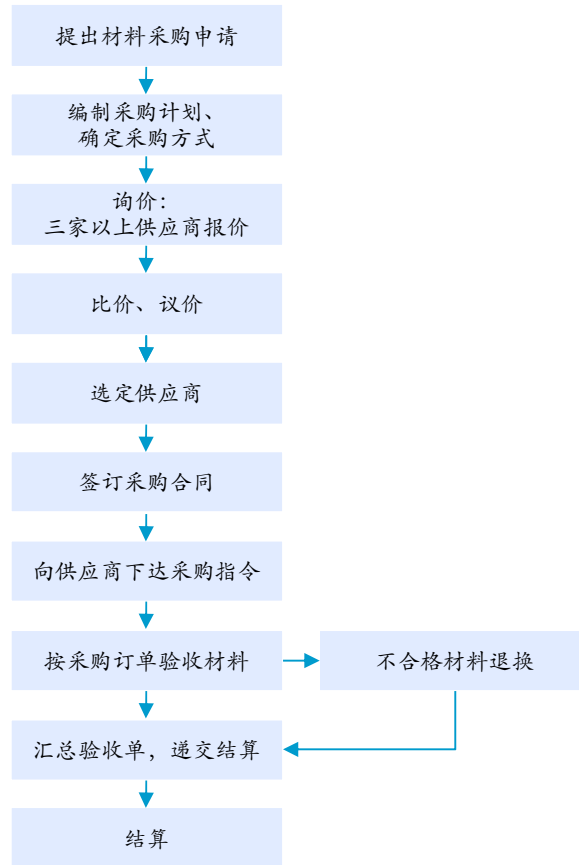 提出材料采购申请
编制采购计划、
确定采购方式
询价：
三家以上供应商报价
比价、议价
选定供应商
签订采购合同
向供应商下达采购指令
按采购订单验收材料
不合格材料退换
汇总验收单，递交结算
结算